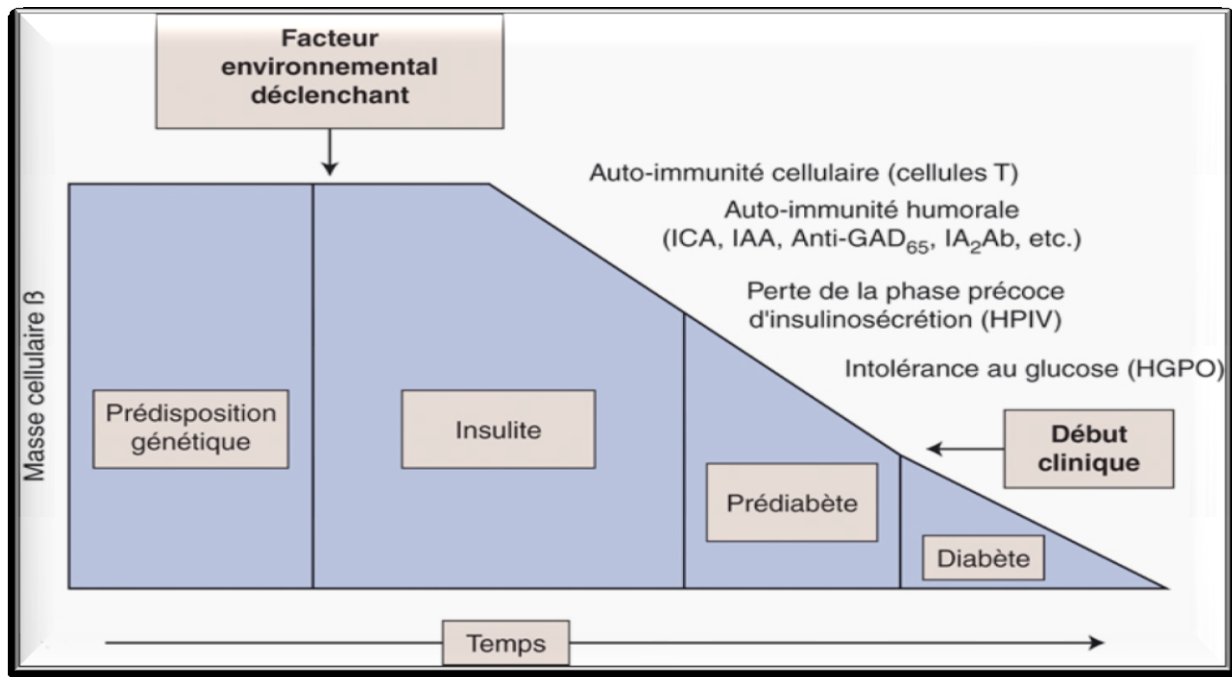 Facteur
environnemental
déclenchant
Auto-immunité cellulaire (cellules T)
Auto-immunité humorale
(ICA, IAA, Anti-GAD65, IA2Ab, etc.)
Perte de la phase précoce
d'insulinosécrétion (HPIV)
Intolérance au glucose (HGPO)
Masse cellulaire ß
Prédisposition
génétique
Insulite
Prédiabète
Début
clinique
Diabète
Temps